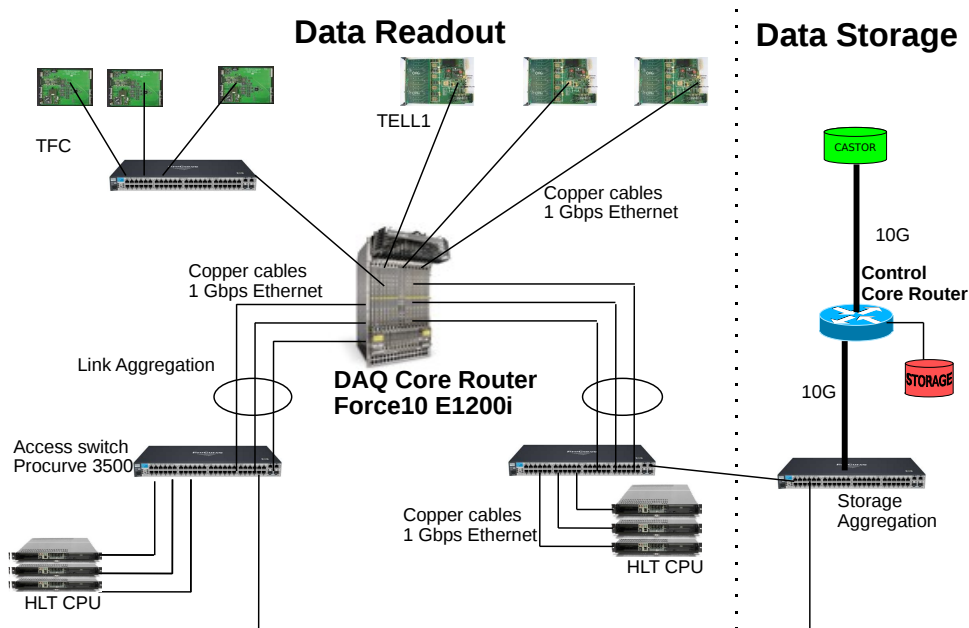 Data Readout
Data Storage
TFC
TELL1
CASTOR
Copper cables
1 Gbps Ethernet
10G
Copper cables
1 Gbps Ethernet
Control
Core Router
Link Aggregation
DAQ Core Router
Force10 E1200i
STORAGE
10G
Access switch
Procurve 3500
Storage
Aggregation
Copper cables
1 Gbps Ethernet
HLT CPU
HLT CPU